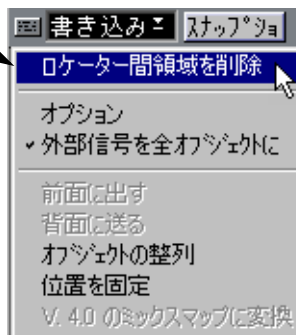 書き込み スナップショ
ロケーター間領域を削除
オプション
✓外部信号を全オブジェクトに
前面に出す
背面に送る
オブジェクトの整列
位置を固定
V. 4.0 のミックスマップに変換